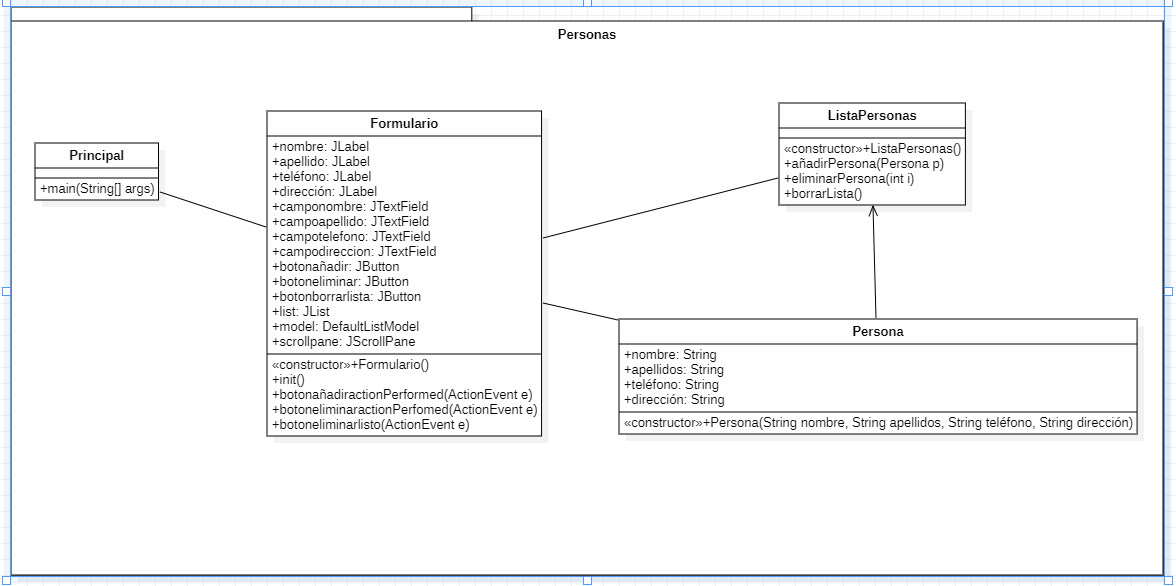 Personas
Principal
+main(String[] args)
Formulario
+nombre: JLabel
+apellido: JLabel
+teléfono: JLabel
+dirección: JLabel
+camponombre: JTextField
+campoapellido: JTextField
+campotelefono: JTextField
+campodireccion: JTextField
+botonañadir: JButton
+botoneliminar: JButton
+botonborrarlista: JButton
+list: JList
+model: DefaultListModel
+scrollpane: JScrollPane
«constructor»+Formulario()
+init()
+botonañadiractionPerformed(ActionEvent e)
+botoneliminaractionPerfomed(ActionEvent e)
+botoneliminarlisto(ActionEvent e)
ListaPersonas
«constructor»+ListaPersonas()
+añadirPersona(Persona p)
+eliminarPersona(int i)
+borrarLista()
Persona
+nombre: String
+apellidos: String
+teléfono: String
+dirección: String
«constructor»+Persona(String nombre, String apellidos, String teléfono, String dirección)